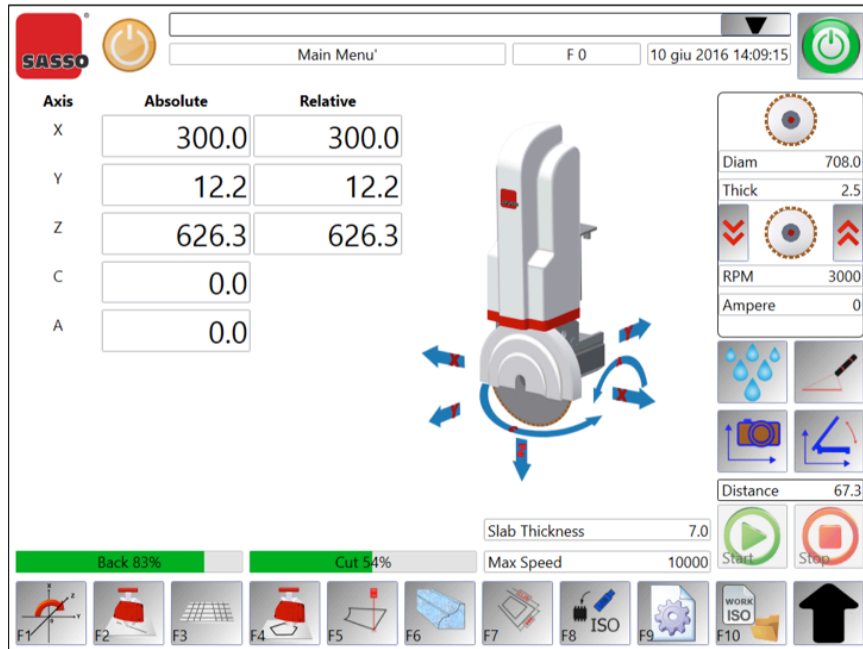 SASSO
Main Menu'
F 0
10 giu 2016 14:09:15
Axis
Absolute
Relative
X
300.0
300.0
Y
12.2
12.2
Z
626.3
626.3
C
0.0
A
0.0
X
Y
X
Y
C
Z
Diam
708.0
Thick
2.5
RPM
3000
Ampere
0
Distance
67.3
Start
Stop
Slab Thickness
7.0
Max Speed
10000
Back 83%
Cut 54%
F1
F2
F3
F4
F5
F6
F7
F8
ISO
F9
WORK
ISO
F10